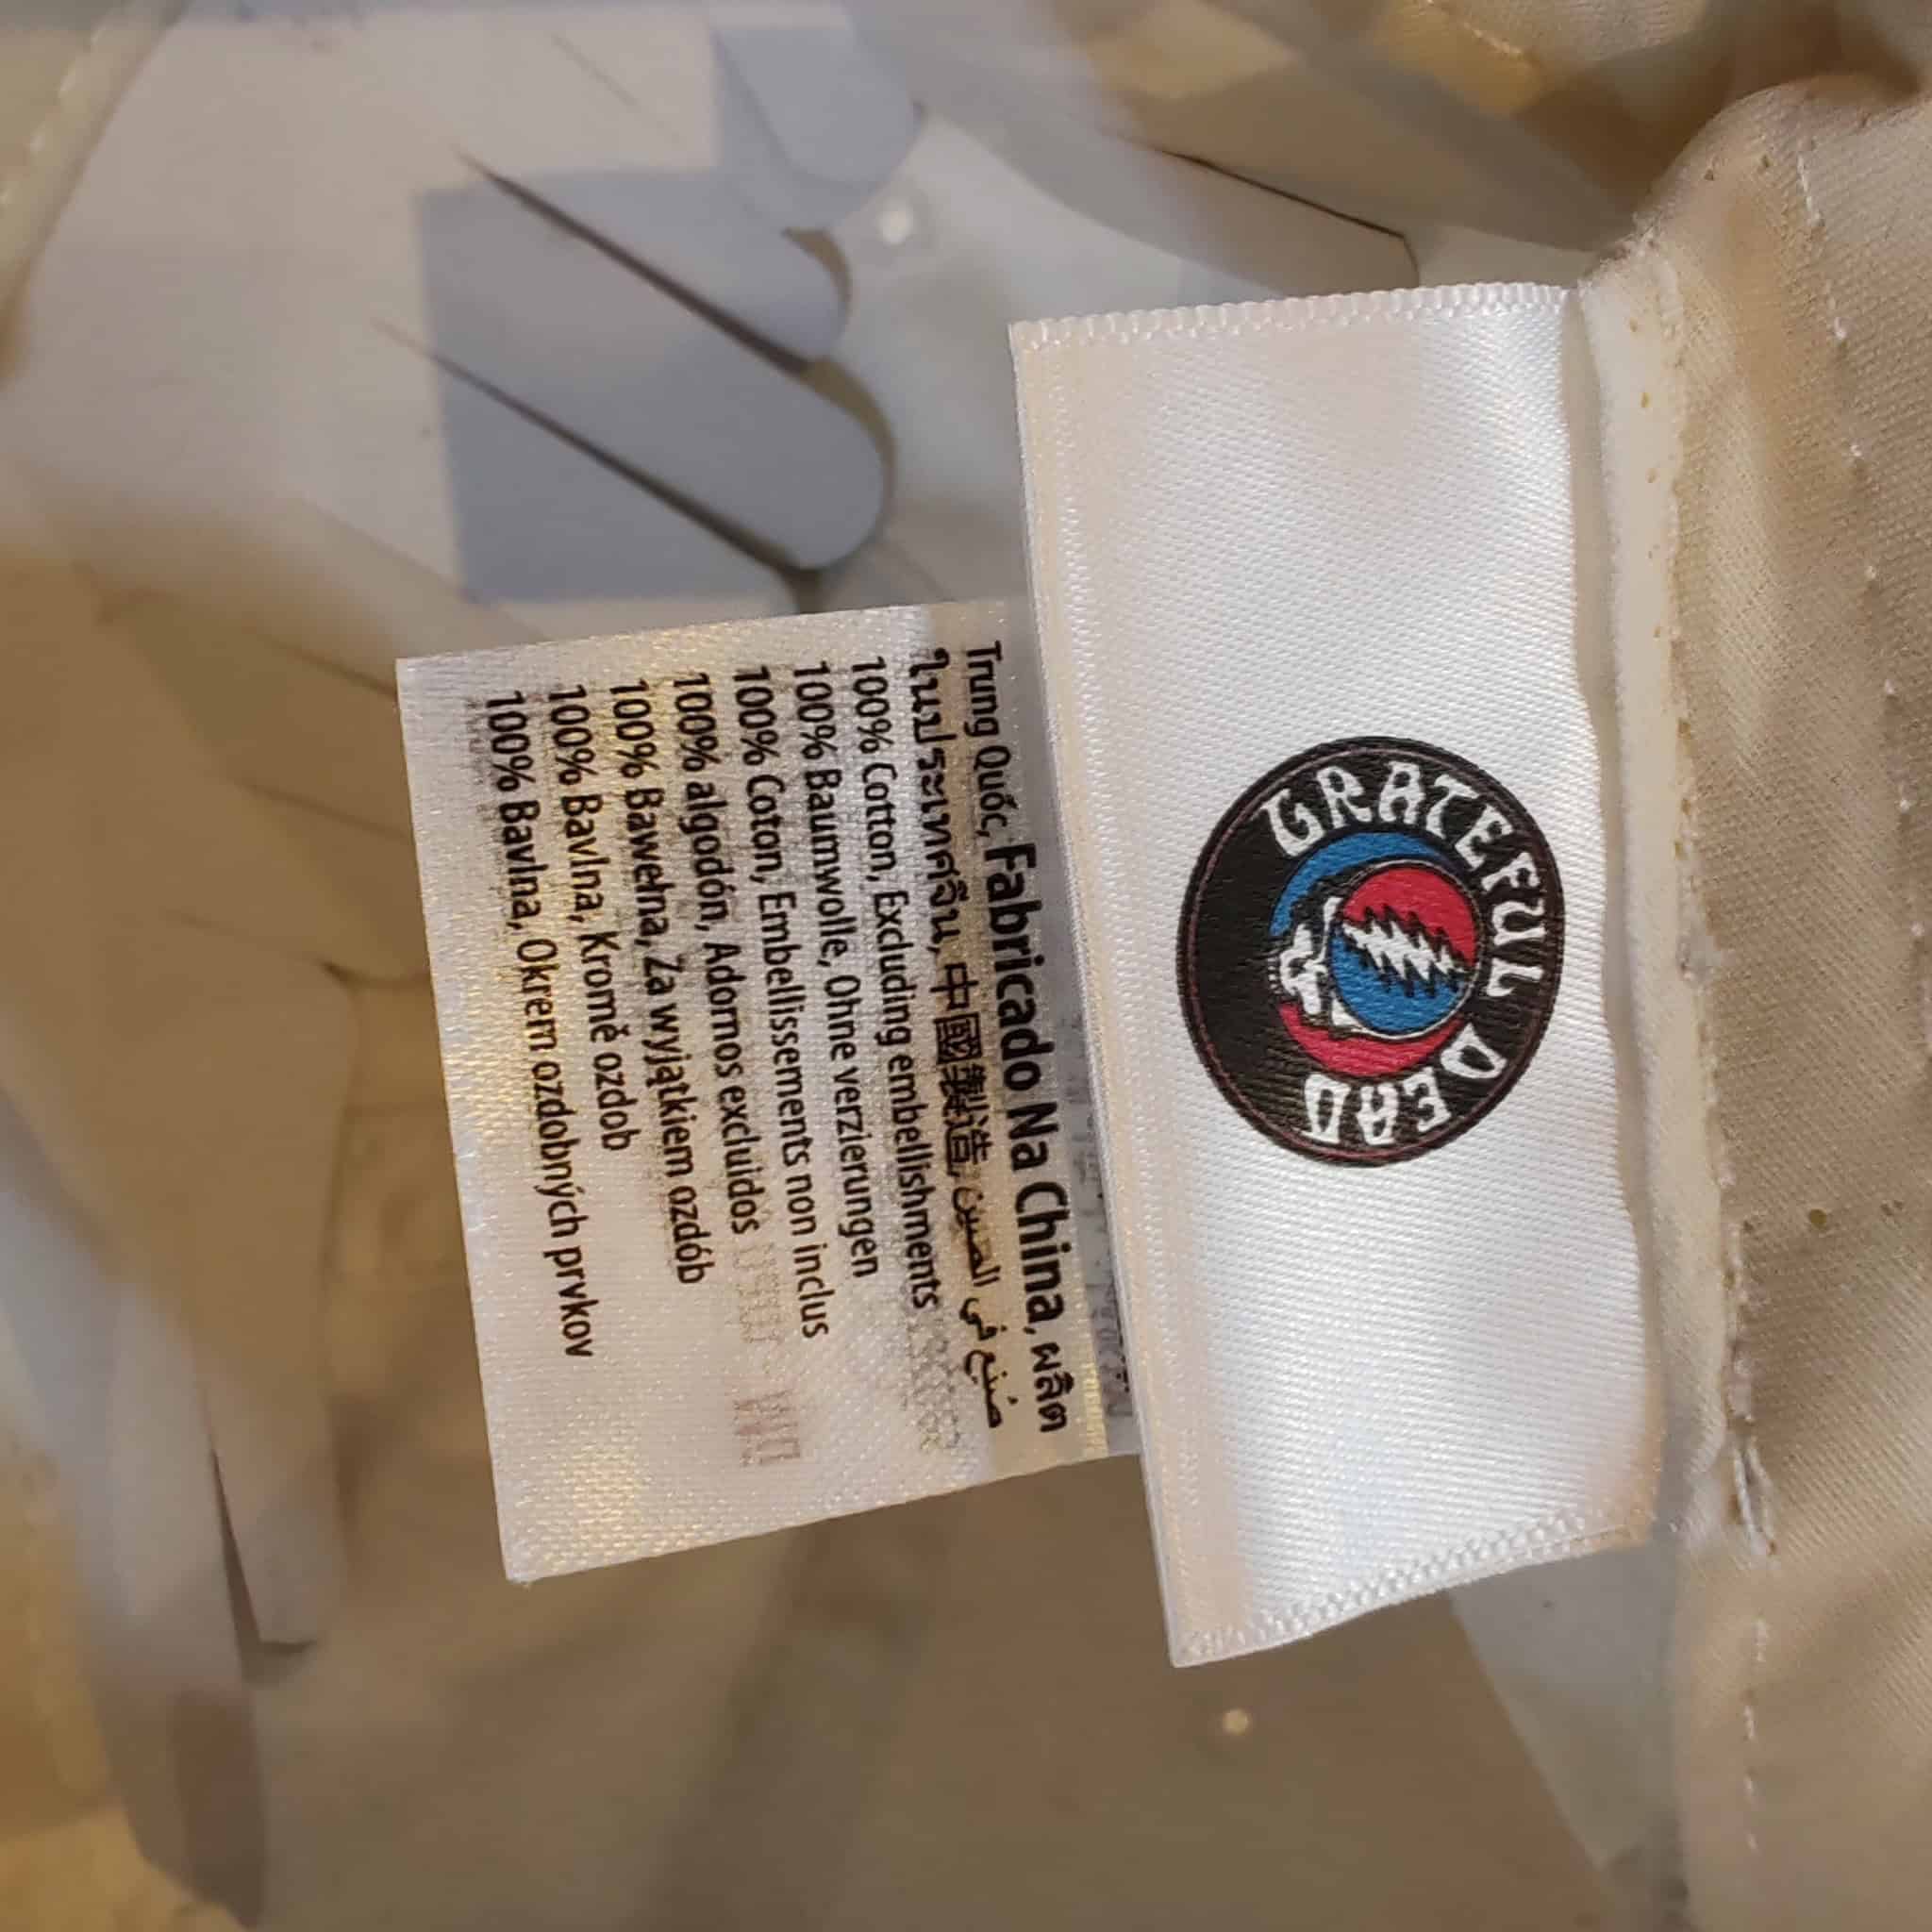 GRATEFUL DEAD
Fabricado Na China, ผลิต
Trung Quốc,
ในประเทศจีน, 中國製造, صُنِع في الصين
100% Cotton, Excluding embellishments
100% Baumwolle, Ohne verzierungen
100% Coton, Embellissements non inclus
100% algodón, Adornos excluidos
100% Bawełna, Za wyjątkiem ozdób
100% Bavlna, Kromě ozdob
100% Bavlna, Okrem ozdobných prvkov